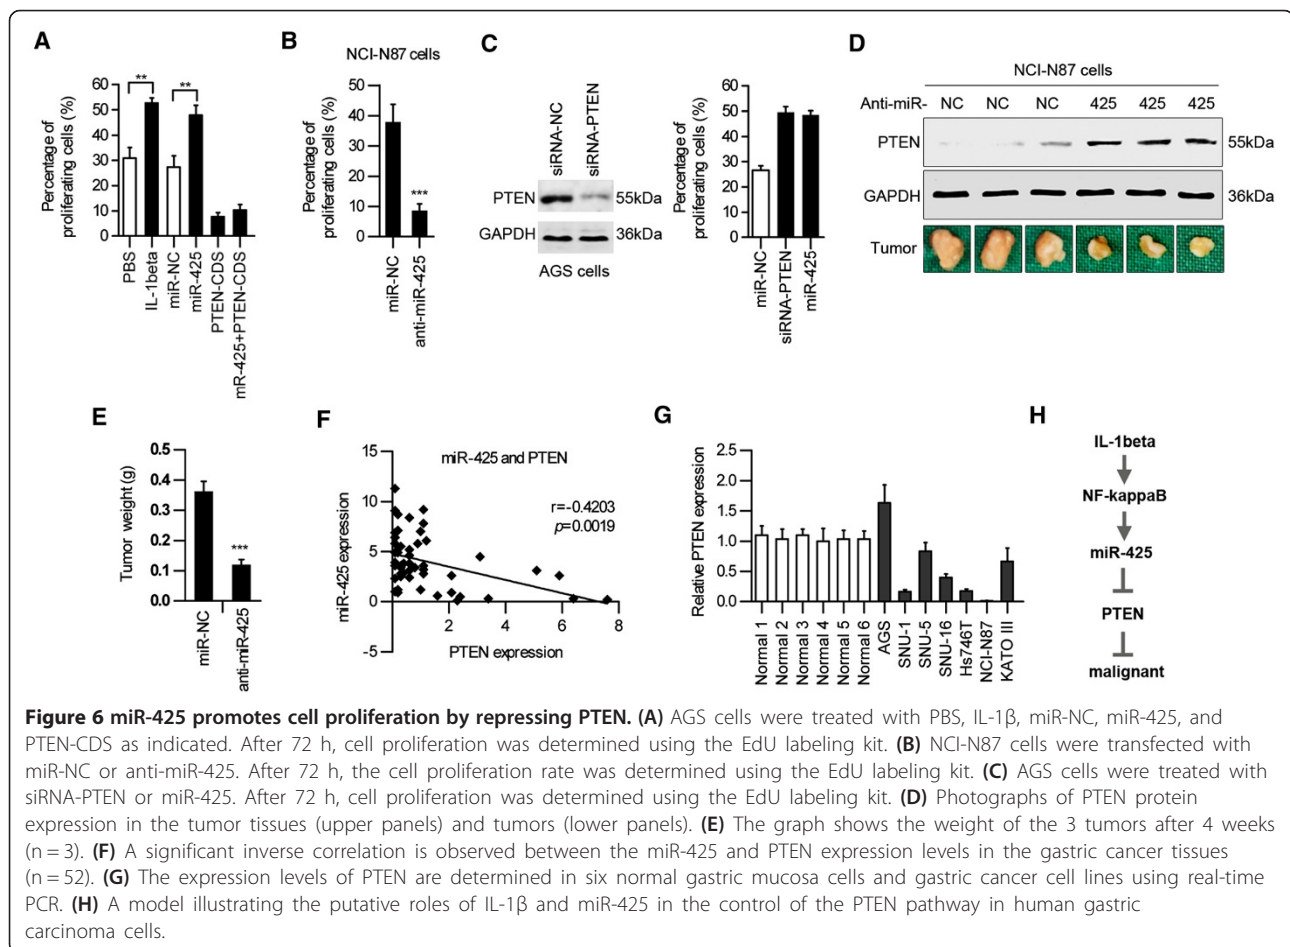 A
Percentage of
proliferating cells (%)
60
50
40
30
20
10
0
**
**
PBS
IL-1beta
miR-NC
miR-425
PTEN-CDS
mR-425+PTEN-CDS
B
NCI-N87 cells
Percentage of
proliferating cells (%)
50
40
30
20
10
0
***
miR-NC
anti-miR-425
C
siRNA-NC
siRNA-PTEN
PTEN
55kDa
GAPDH
36kDa
AGS cells
Percentage of
proliferating cells (%)
60
50
40
30
20
10
0
miR-NC
siRNA-PTEN
miR-425
D
NCI-N87 cells
Anti-miR- NC NC NC 425 425 425
PTEN
55kDa
GAPDH
36kDa
Tumor
E
Tumor weight (g)
0.5
0.4
0.3
0.2
0.1
0.0
***
miR-NC
anti-miR-425
F
miR-425 and PTEN
r=-0.4203
p=0.0019
miR-425 expression
15
10
5
0
-5
2 4 6 8
PTEN expression
G
Relative PTEN expression
2.5
2.0
1.5
1.0
0.5
0.0
Normal 1
Normal 2
Normal 3
Normal 4
Normal 5
Normal 6
AGS
SNU-1
SNU-5
SNU-16
Hs746T
NCI-N87
KATO III
H
IL-1beta
NF-kappaB
miR-425
PTEN
malignant
Figure 6 miR-425 promotes cell proliferation by repressing PTEN. (A) AGS cells were treated with PBS, IL-1β, miR-NC, miR-425, and
PTEN-CDS as indicated. After 72 h, cell proliferation was determined using the EdU labeling kit. (B) NCI-N87 cells were transfected with
miR-NC or anti-miR-425. After 72 h, the cell proliferation rate was determined using the EdU labeling kit. (C) AGS cells were treated with
siRNA-PTEN or miR-425. After 72 h, cell proliferation was determined using the EdU labeling kit. (D) Photographs of PTEN protein
expression in the tumor tissues (upper panels) and tumors (lower panels). (E) The graph shows the weight of the 3 tumors after 4 weeks
(n = 3). (F) A significant inverse correlation is observed between the miR-425 and PTEN expression levels in the gastric cancer tissues
(n = 52). (G) The expression levels of PTEN are determined in six normal gastric mucosa cells and gastric cancer cell lines using real-time
PCR. (H) A model illustrating the putative roles of IL-1β and miR-425 in the control of the PTEN pathway in human gastric
carcinoma cells.